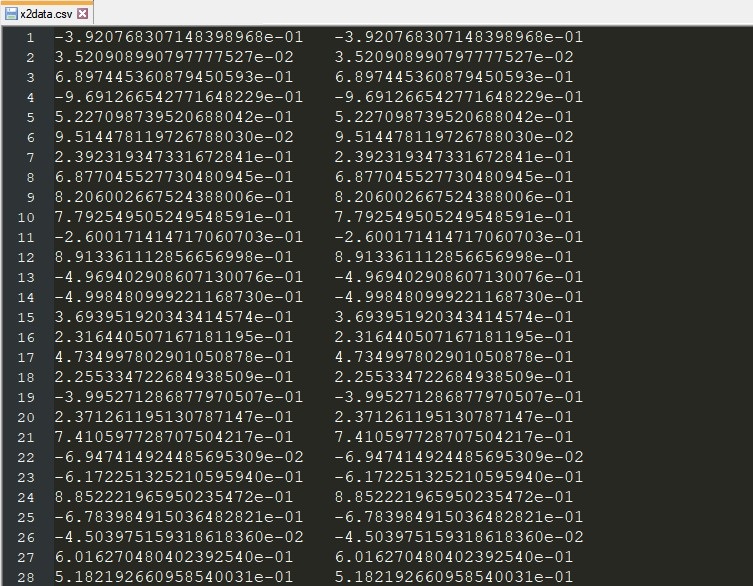 x2data.csv
1 -3.920768307148398968e-01 -3.920768307148398968e-01
2 3.520908990797777527e-02 3.520908990797777527e-02
3 6.897445360879450593e-01 6.897445360879450593e-01
4 -9.691266542771648229e-01 -9.691266542771648229e-01
5 5.227098739520688042e-01 5.227098739520688042e-01
6 9.514478119726788030e-02 9.514478119726788030e-02
7 2.392319347331672841e-01 2.392319347331672841e-01
8 6.877045527730480945e-01 6.877045527730480945e-01
9 8.206002667524388006e-01 8.206002667524388006e-01
10 7.792549505249548591e-01 7.792549505249548591e-01
11 -2.600171414717060703e-01 -2.600171414717060703e-01
12 8.913361112856656998e-01 8.913361112856656998e-01
13 -4.969402908607130076e-01 -4.969402908607130076e-01
14 -4.998480999221168730e-01 -4.998480999221168730e-01
15 3.693951920343414574e-01 3.693951920343414574e-01
16 2.316440507167181195e-01 2.316440507167181195e-01
17 4.734997802901050878e-01 4.734997802901050878e-01
18 2.255334722684938509e-01 2.255334722684938509e-01
19 -3.995271286877970507e-01 -3.995271286877970507e-01
20 2.371261195130787147e-01 2.371261195130787147e-01
21 7.410597728707504217e-01 7.410597728707504217e-01
22 -6.947414924485695309e-02 -6.947414924485695309e-02
23 -6.172251325210595940e-01 -6.172251325210595940e-01
24 8.852221965950235472e-01 8.852221965950235472e-01
25 -6.783984915036482821e-01 -6.783984915036482821e-01
26 -4.503975159318618360e-02 -4.503975159318618360e-02
27 6.016270480402392540e-01 6.016270480402392540e-01
28 5.182192660958540031e-01 5.182192660958540031e-01